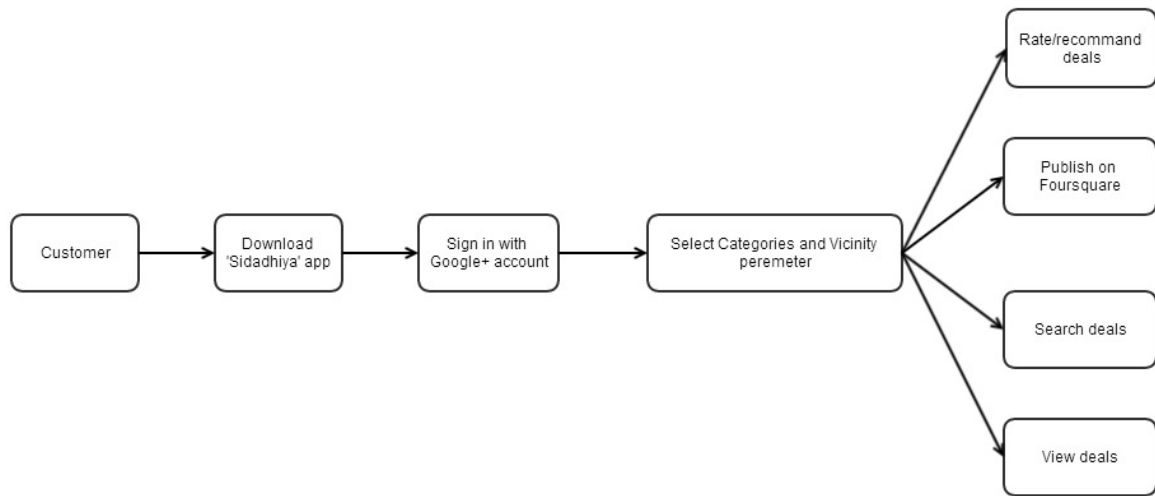 Customer
Download
'Sidadhiya' app
Sign in with
Google+ account
Select Categories and Vicinity
peremeter
Rate/recommand
deals
Publish on
Foursquare
Search deals
View deals